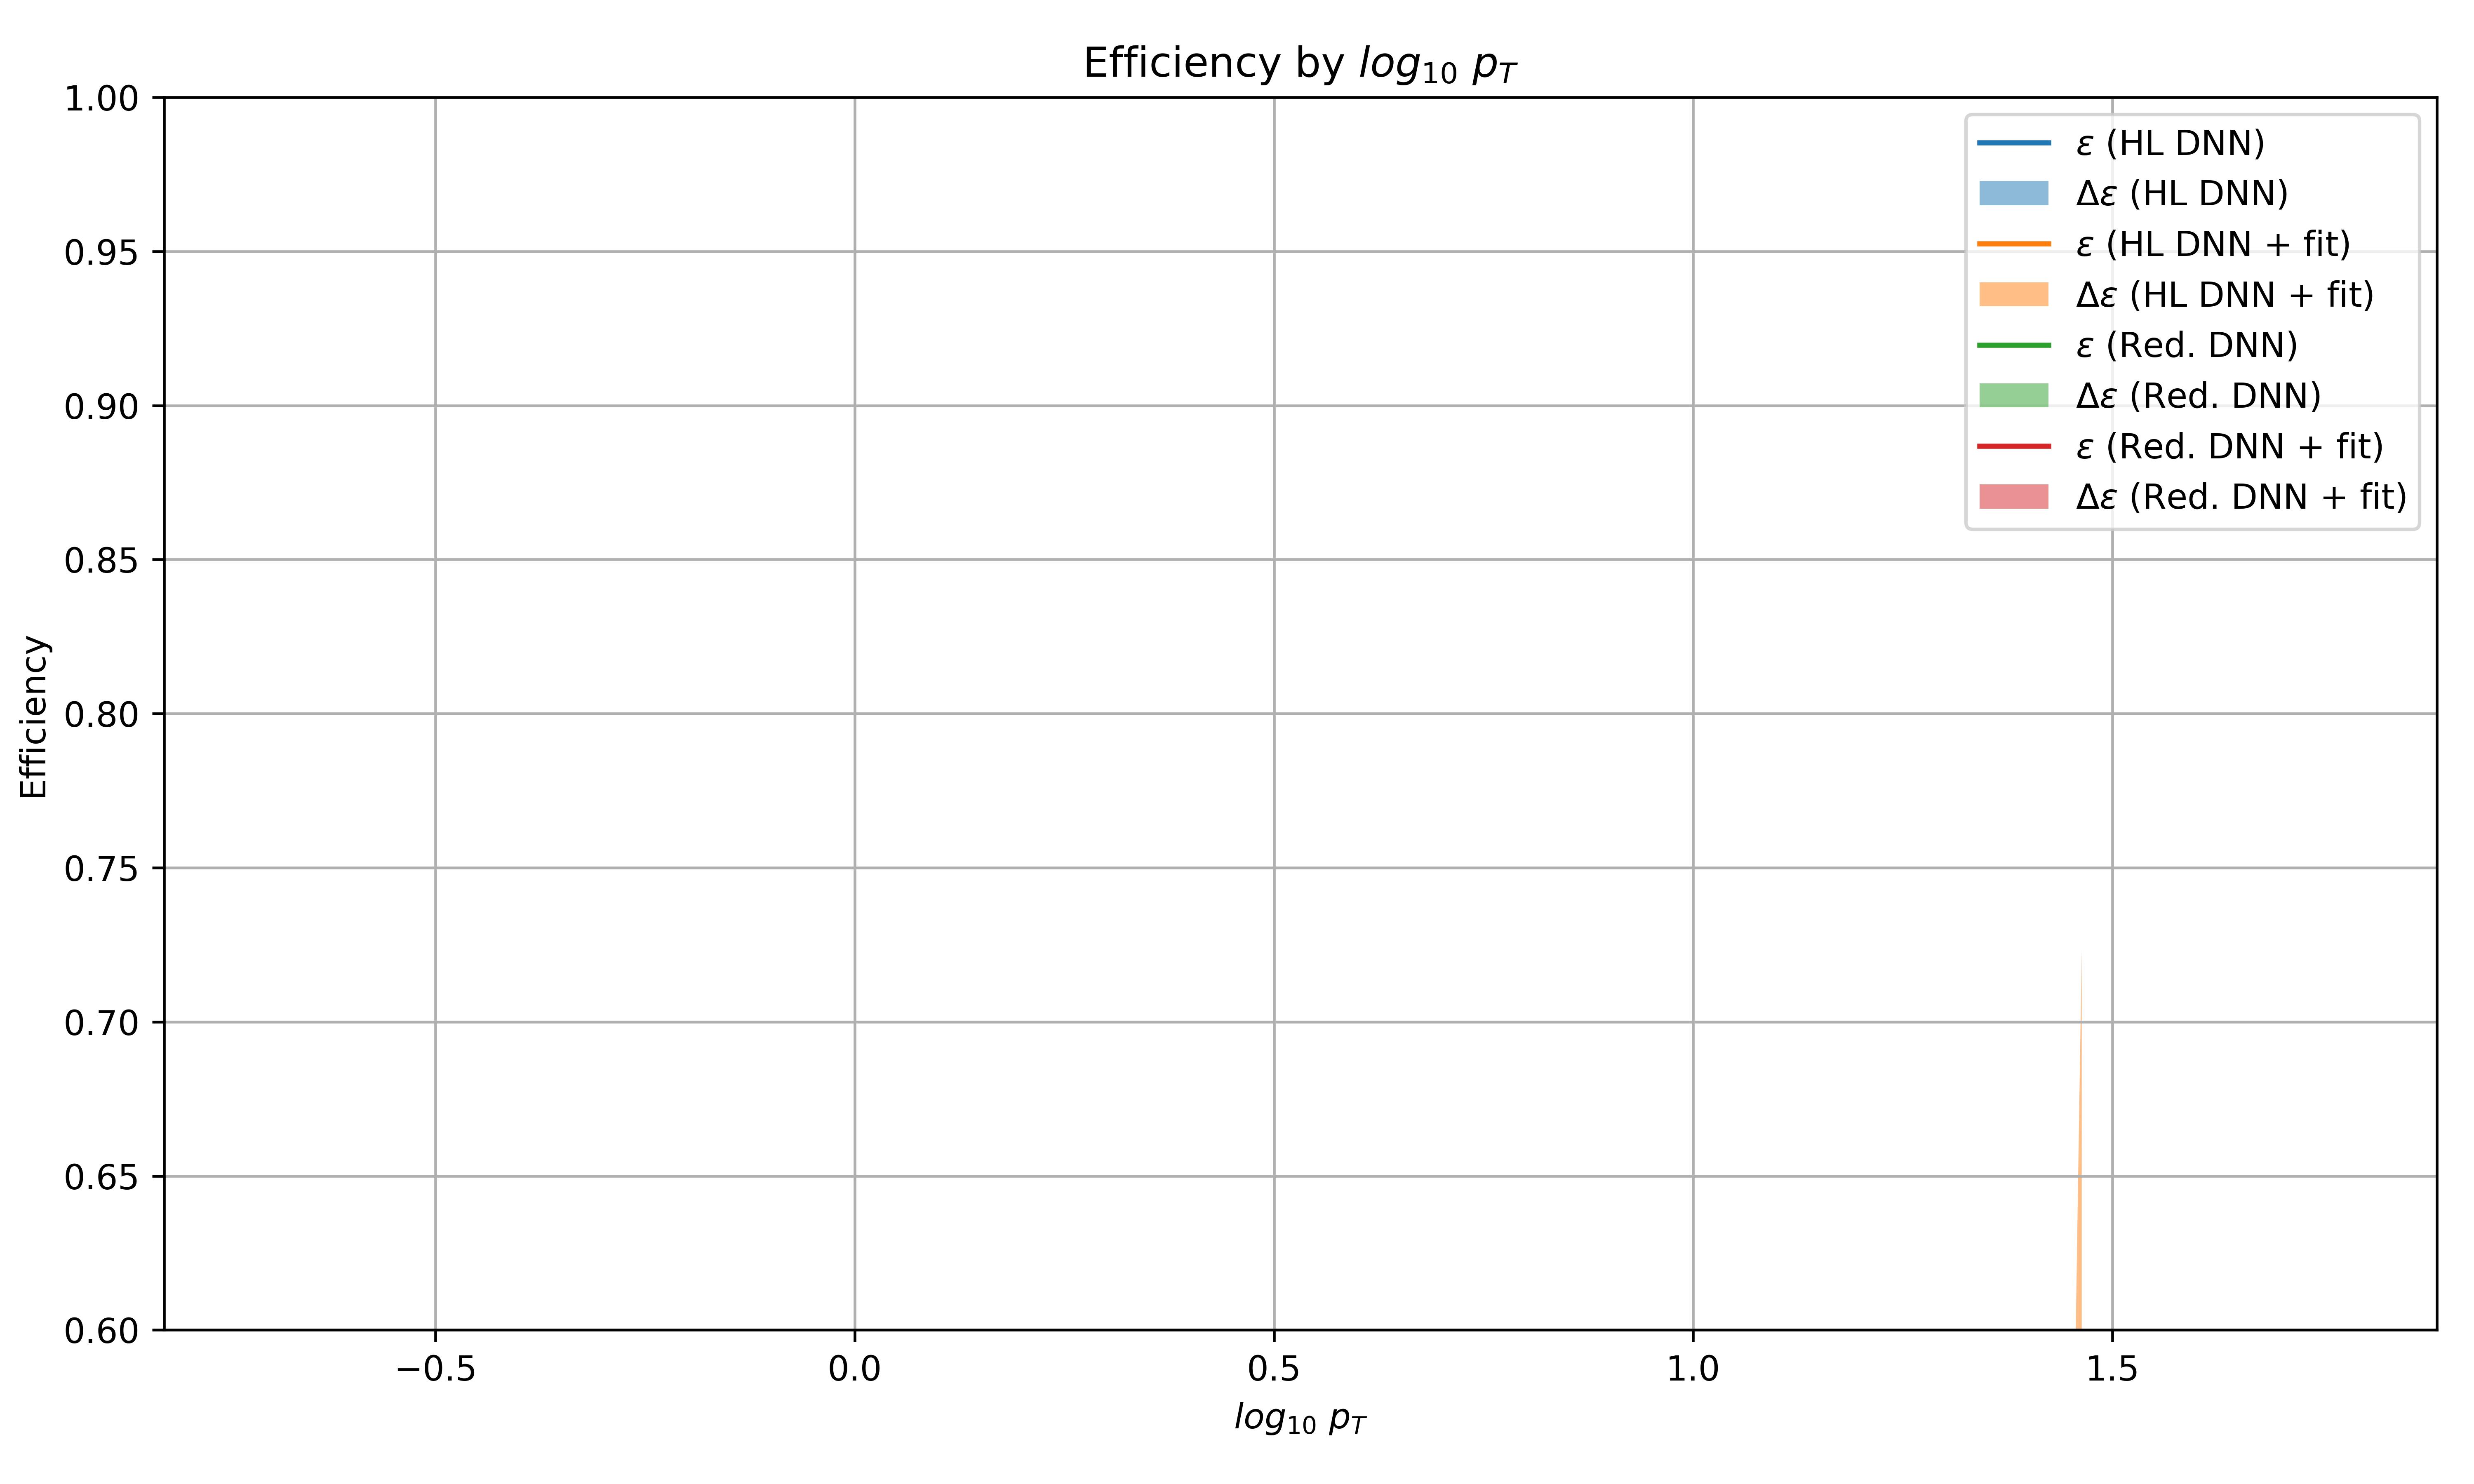 Efficiency by log₁₀ p_T
1.00
0.95
0.90
0.85
0.80
0.75
0.70
0.65
0.60
Efficiency
−0.5
0.0
0.5
1.0
1.5
log₁₀ p_T
ε (HL DNN)
Δε (HL DNN)
ε (HL DNN + fit)
Δε (HL DNN + fit)
ε (Red. DNN)
Δε (Red. DNN)
ε (Red. DNN + fit)
Δε (Red. DNN + fit)